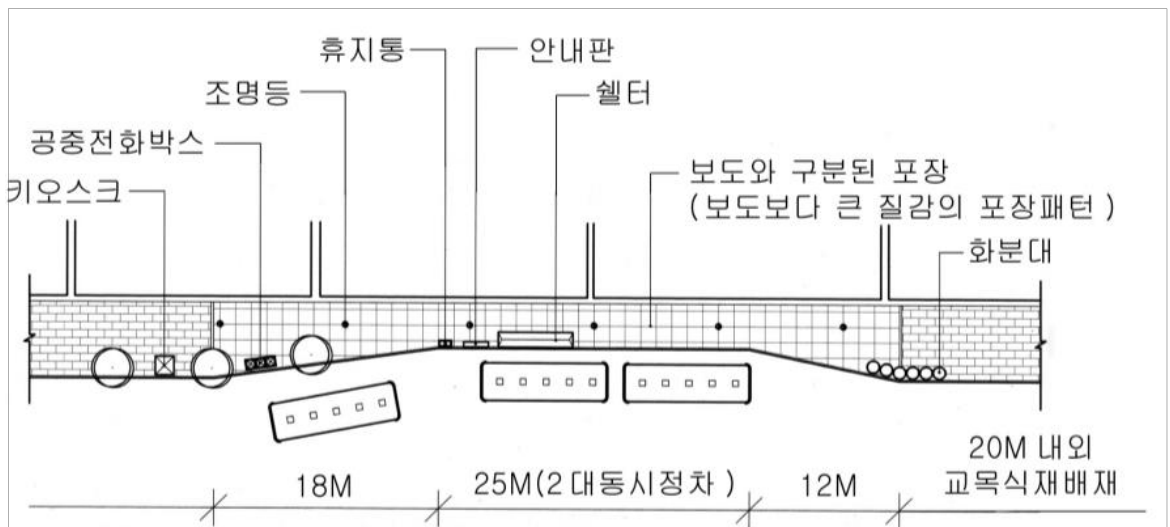 휴지통
안내판
조명등
쉘터
공중전화박스
키오스크
보도와 구분된 포장
(보도보다 큰 질감의 포장패턴 )
화분대
18M
25M(2대동시정차 )
12M
20M 내외
교목식재배재